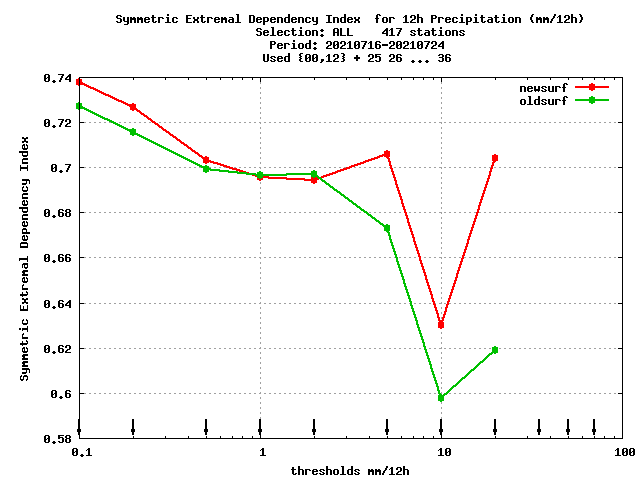 Symmetric Extremal Dependency Index  for 12h Precipitation (mm/12h)
Selection: ALL    417 stations
Period: 20210716-20210724
Used {00,12} + 25 26 ... 36
newsurf
oldsurf
Symmetric Extremal Dependency Index
0.74
0.72
0.7
0.68
0.66
0.64
0.62
0.6
0.58
0.1 1 10 100
thresholds mm/12h